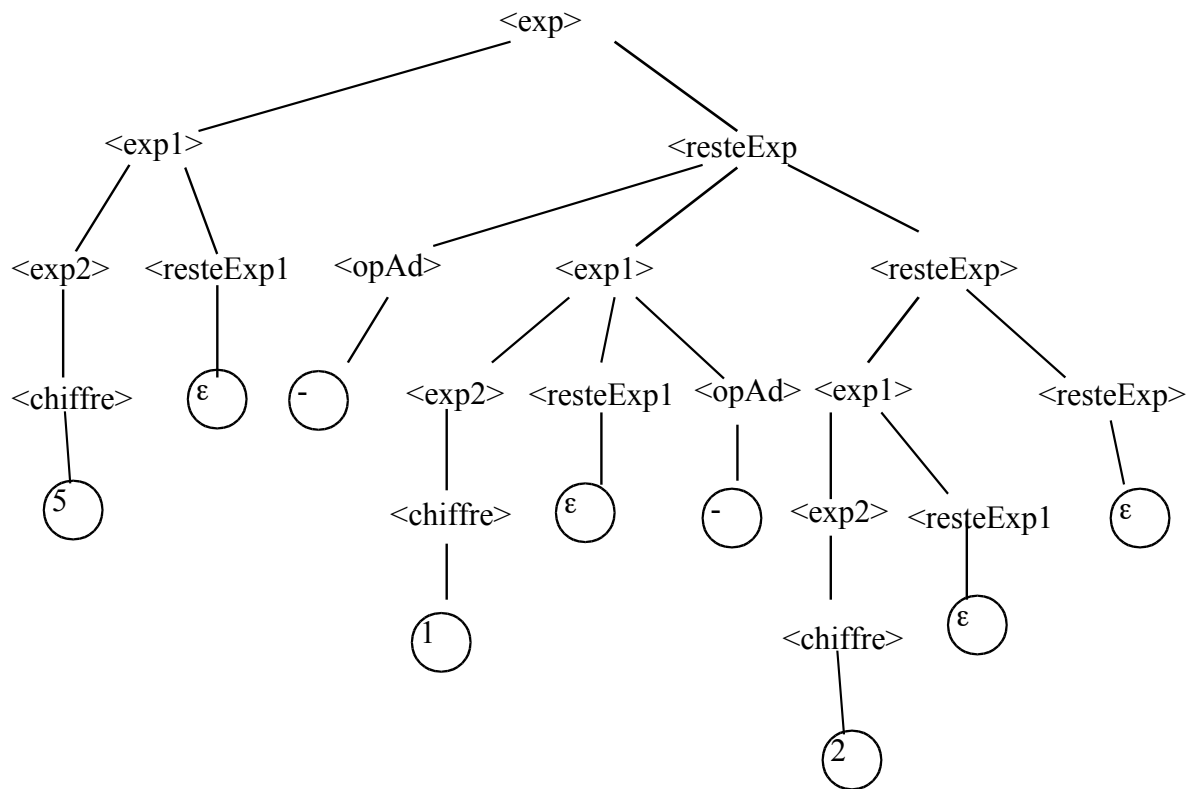 <exp>
<exp1> <resteExp
<exp2> <resteExp1 <opAd> <exp1> <resteExp>
<chiffre> ε - <exp2> <resteExp1 <opAd> <exp1> <resteExp>
5 <chiffre> ε - <exp2> <resteExp1 ε
1 <chiffre> ε
2